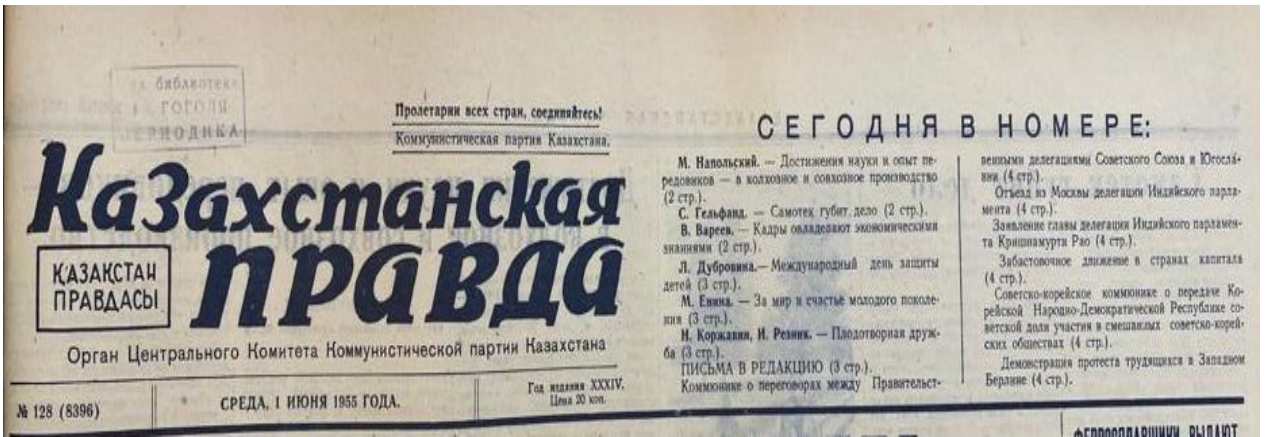 библиотека
ГОГОЛЯ
ПЕРИОДИКА
Пролетарии всех стран, соединяйтесь!
Коммунистическая партия Казахстана.
Казахстанская
правда
ҚАЗАҚСТАН
ПРАВДАСЫ
Орган Центрального Комитета Коммунистической партии Казахстана
№ 128 (8396)
СРЕДА, 1 ИЮНЯ 1955 ГОДА.
Год издания XXXIV.
Цена 20 коп.
СЕГОДНЯ В НОМЕРЕ:
М. Напольский. — Достижения науки и опыт пе-
редовиков — в колхозное и совхозное производство
(2 стр.).
С. Гельфанд. — Самотек губит дело (2 стр.).
В. Вареев. — Кадры овладевают экономическими
знаниями (2 стр.).
Л. Дубровина.— Международный день защиты
детей (3 стр.).
М. Енина. — За мир и счастье молодого поколе-
ния (3 стр.).
Н. Коржавин, И. Резник. — Плодотворная друж-
ба (3 стр.).
ПИСЬМА В РЕДАКЦИЮ (3 стр.).
Коммюнике о переговорах между Правительст-
венными делегациями Советского Союза и Югосла-
вии (4 стр.).
Отъезд из Москвы делегации Индийского парла-
мента (4 стр.).
Заявление главы делегации Индийского парламен-
та Кришнамурти Рао (4 стр.).
Забастовочное движение в странах капитала
(4 стр.).
Советско-корейское коммюнике о передаче Ко-
рейской Народно-Демократической Республике со-
ветской доли участия в смешанных советско-корей-
ских обществах (4 стр.).
Демонстрация протеста трудящихся в Западном
Берлине (4 стр.).